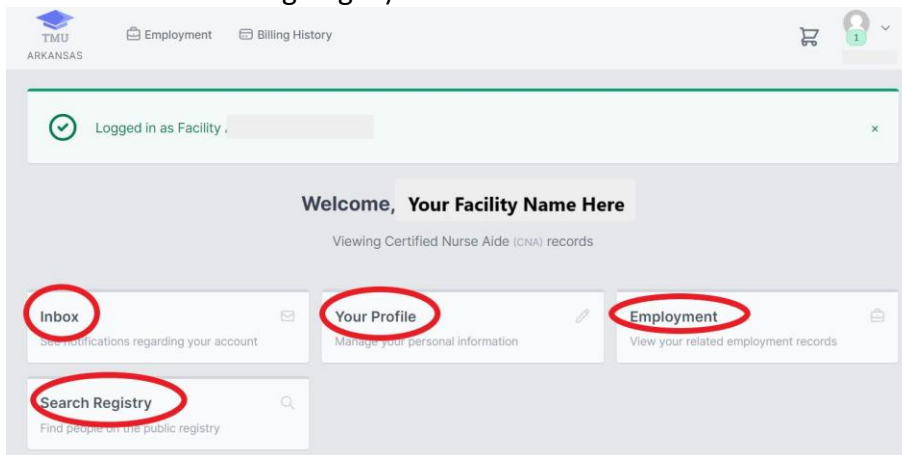 TMU
ARKANSAS
Employment
Billing History
1
Logged in as Facility
×
Welcome, Your Facility Name Here
Viewing Certified Nurse Aide (CNA) records
Inbox
See notifications regarding your account
Your Profile
Manage your personal information
Employment
View your related employment records
Search Registry
Find people on the public registry